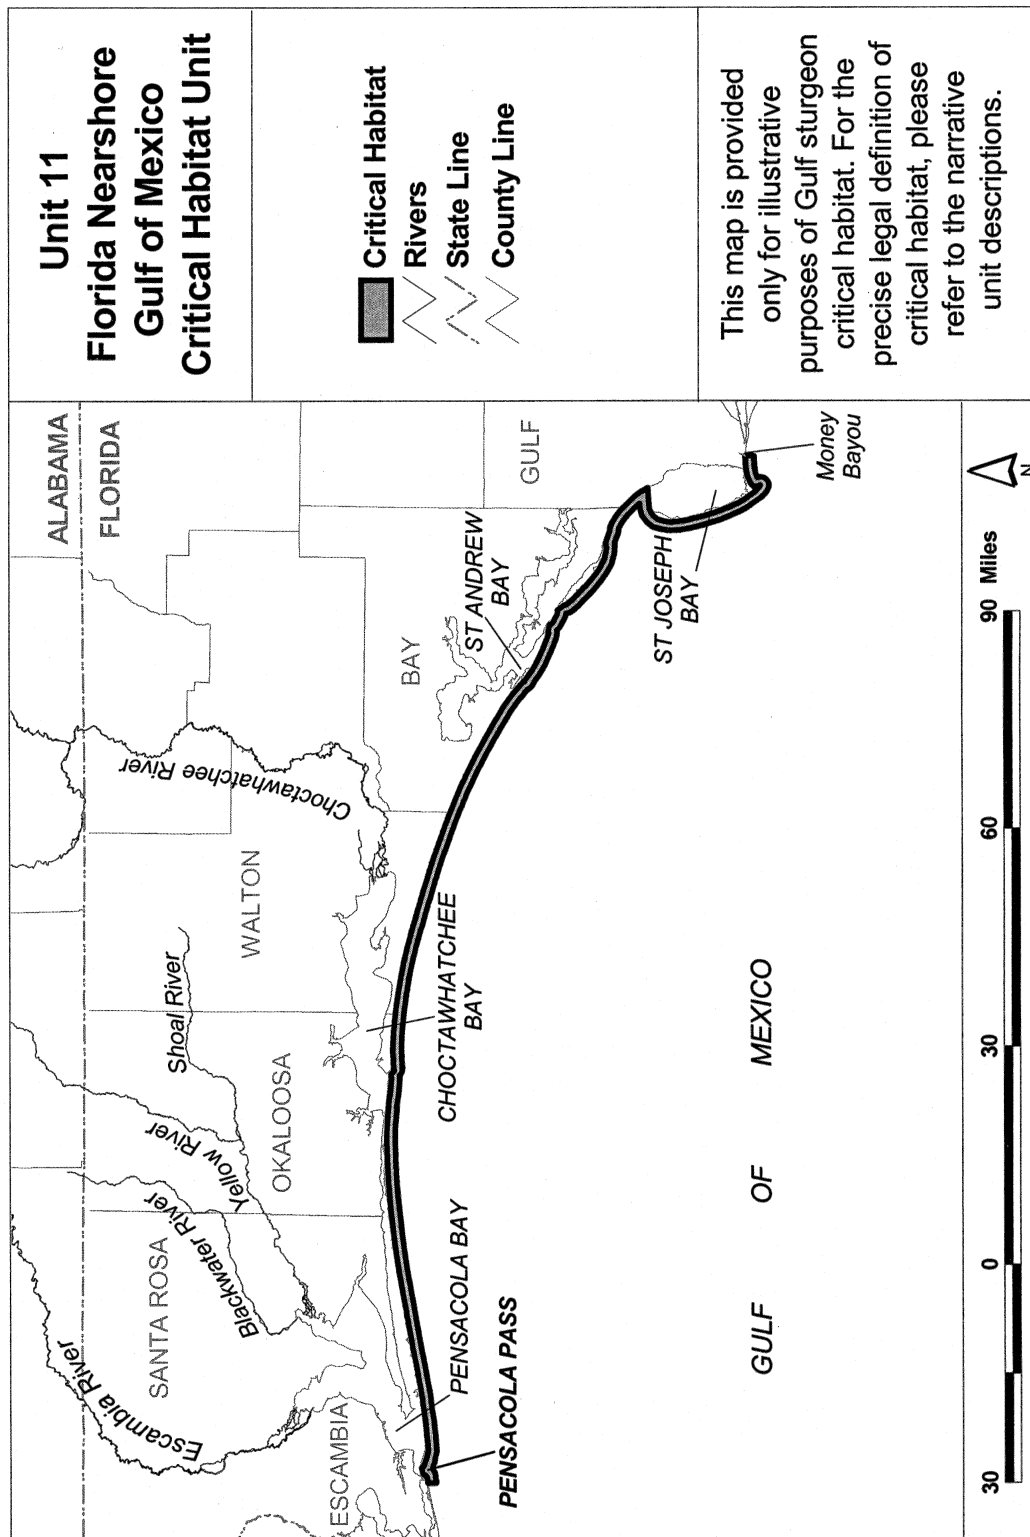 Unit 11
Florida Nearshore
Gulf of Mexico
Critical Habitat Unit
Critical Habitat
Rivers
State Line
County Line
This map is provided
only for illustrative
purposes of Gulf sturgeon
critical habitat. For the
precise legal definition of
critical habitat, please
refer to the narrative
unit descriptions.
ALABAMA
FLORIDA
Escambia River
SANTA ROSA
Blackwater River
Yellow River
Shoal River
OKALOOSA
WALTON
Choctawhatchee River
BAY
GULF
ESCAMBIA
PENSACOLA BAY
PENSACOLA PASS
CHOCTAWHATCHEE
BAY
ST ANDREW
BAY
ST JOSEPH
BAY
Money
Bayou
GULF OF MEXICO
30 0 30 60 90 Miles
N